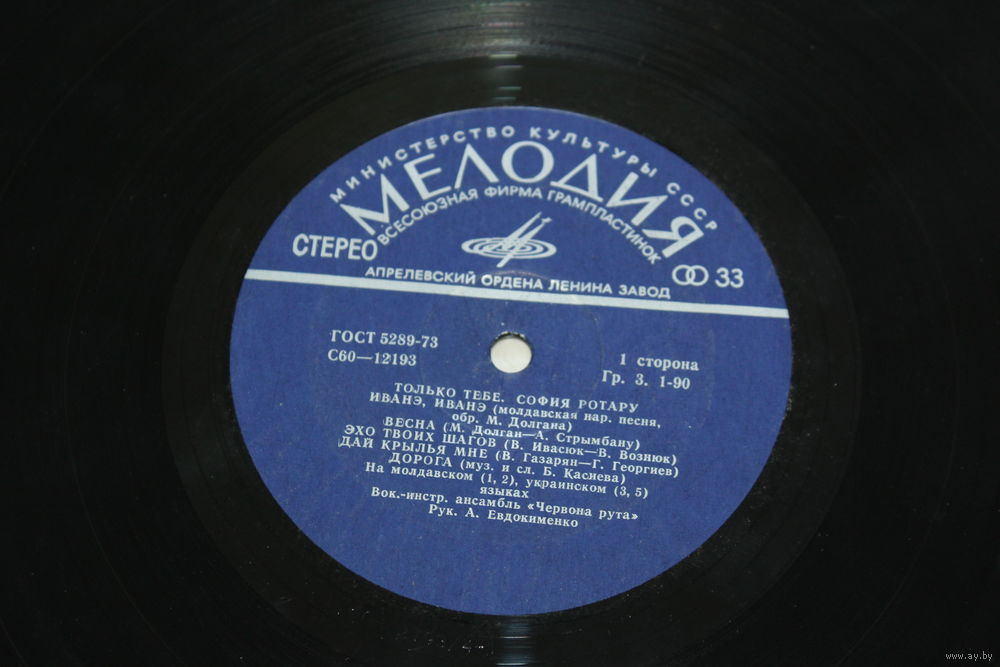 МИНИСТЕРСТВО КУЛЬТУРЫ СССР
МЕЛОДИЯ
ВСЕСОЮЗНАЯ ФИРМА ГРАМПЛАСТИНОК
СТЕРЕО
33
АПРЕЛЕВСКИЙ ОРДЕНА ЛЕНИНА ЗАВОД
ГОСТ 5289-73
С60—12193
1 сторона
Гр. 3. 1-90
ТОЛЬКО ТЕБЕ. СОФИЯ РОТАРУ
ИВАНЭ, ИВАНЭ (молдавская нар. песня,
обр. М. Долгана)
ВЕСНА (М. Долган—А. Стрымбану)
ЭХО ТВОИХ ШАГОВ (В. Ивасюк—В. Вознюк)
ДАЙ КРЫЛЬЯ МНЕ (В. Газарян—Г. Георгиев)
ДОРОГА (муз. и сл. Б. Касиева)
На молдавском (1, 2), украинском (3, 5)
языках
Вок.-инстр. ансамбль «Червона рута»
Рук. А. Евдокименко
www.ay.by